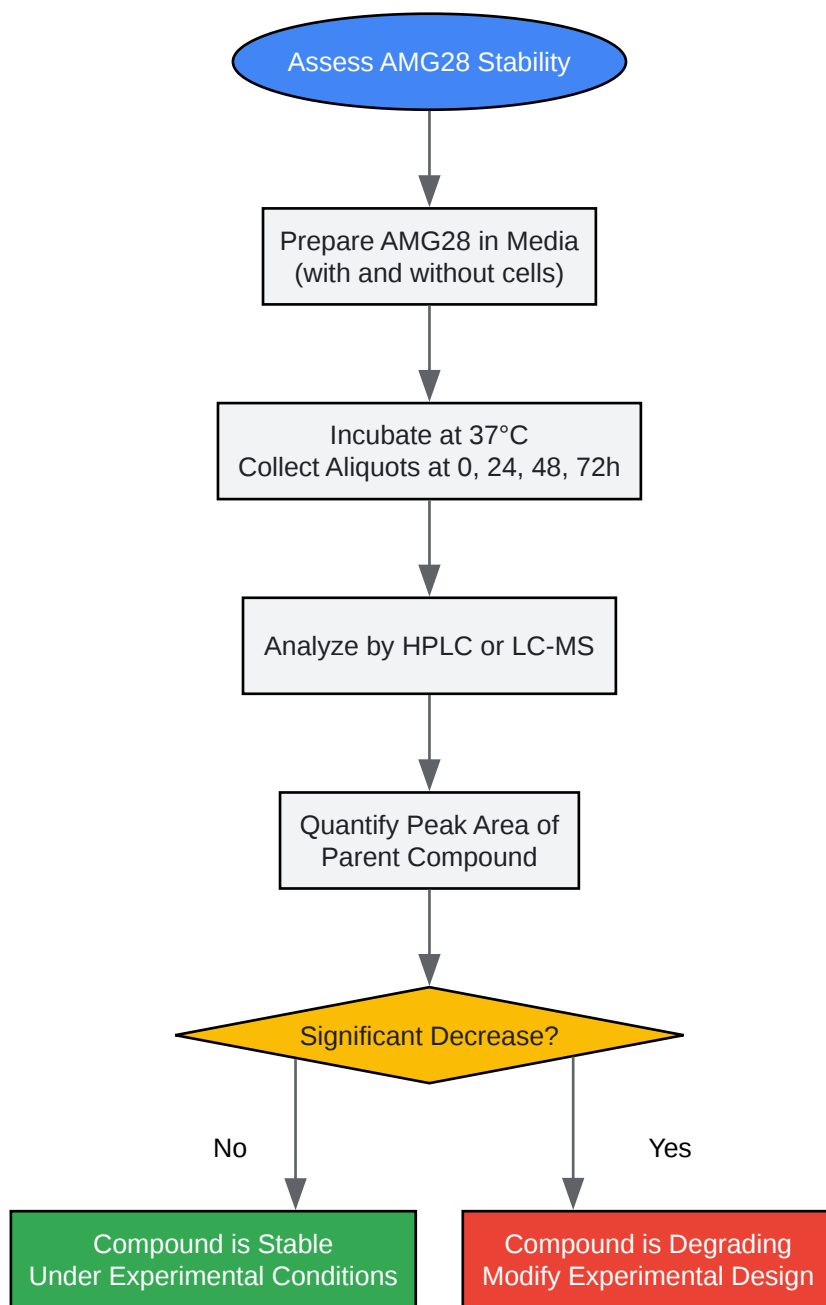 Assess AMG28 Stability
Prepare AMG28 in Media
(with and without cells)
Incubate at 37°C
Collect Aliquots at 0, 24, 48, 72h
Analyze by HPLC or LC-MS
Quantify Peak Area of
Parent Compound
Significant Decrease?
No
Yes
Compound is Stable
Under Experimental Conditions
Compound is Degrading
Modify Experimental Design